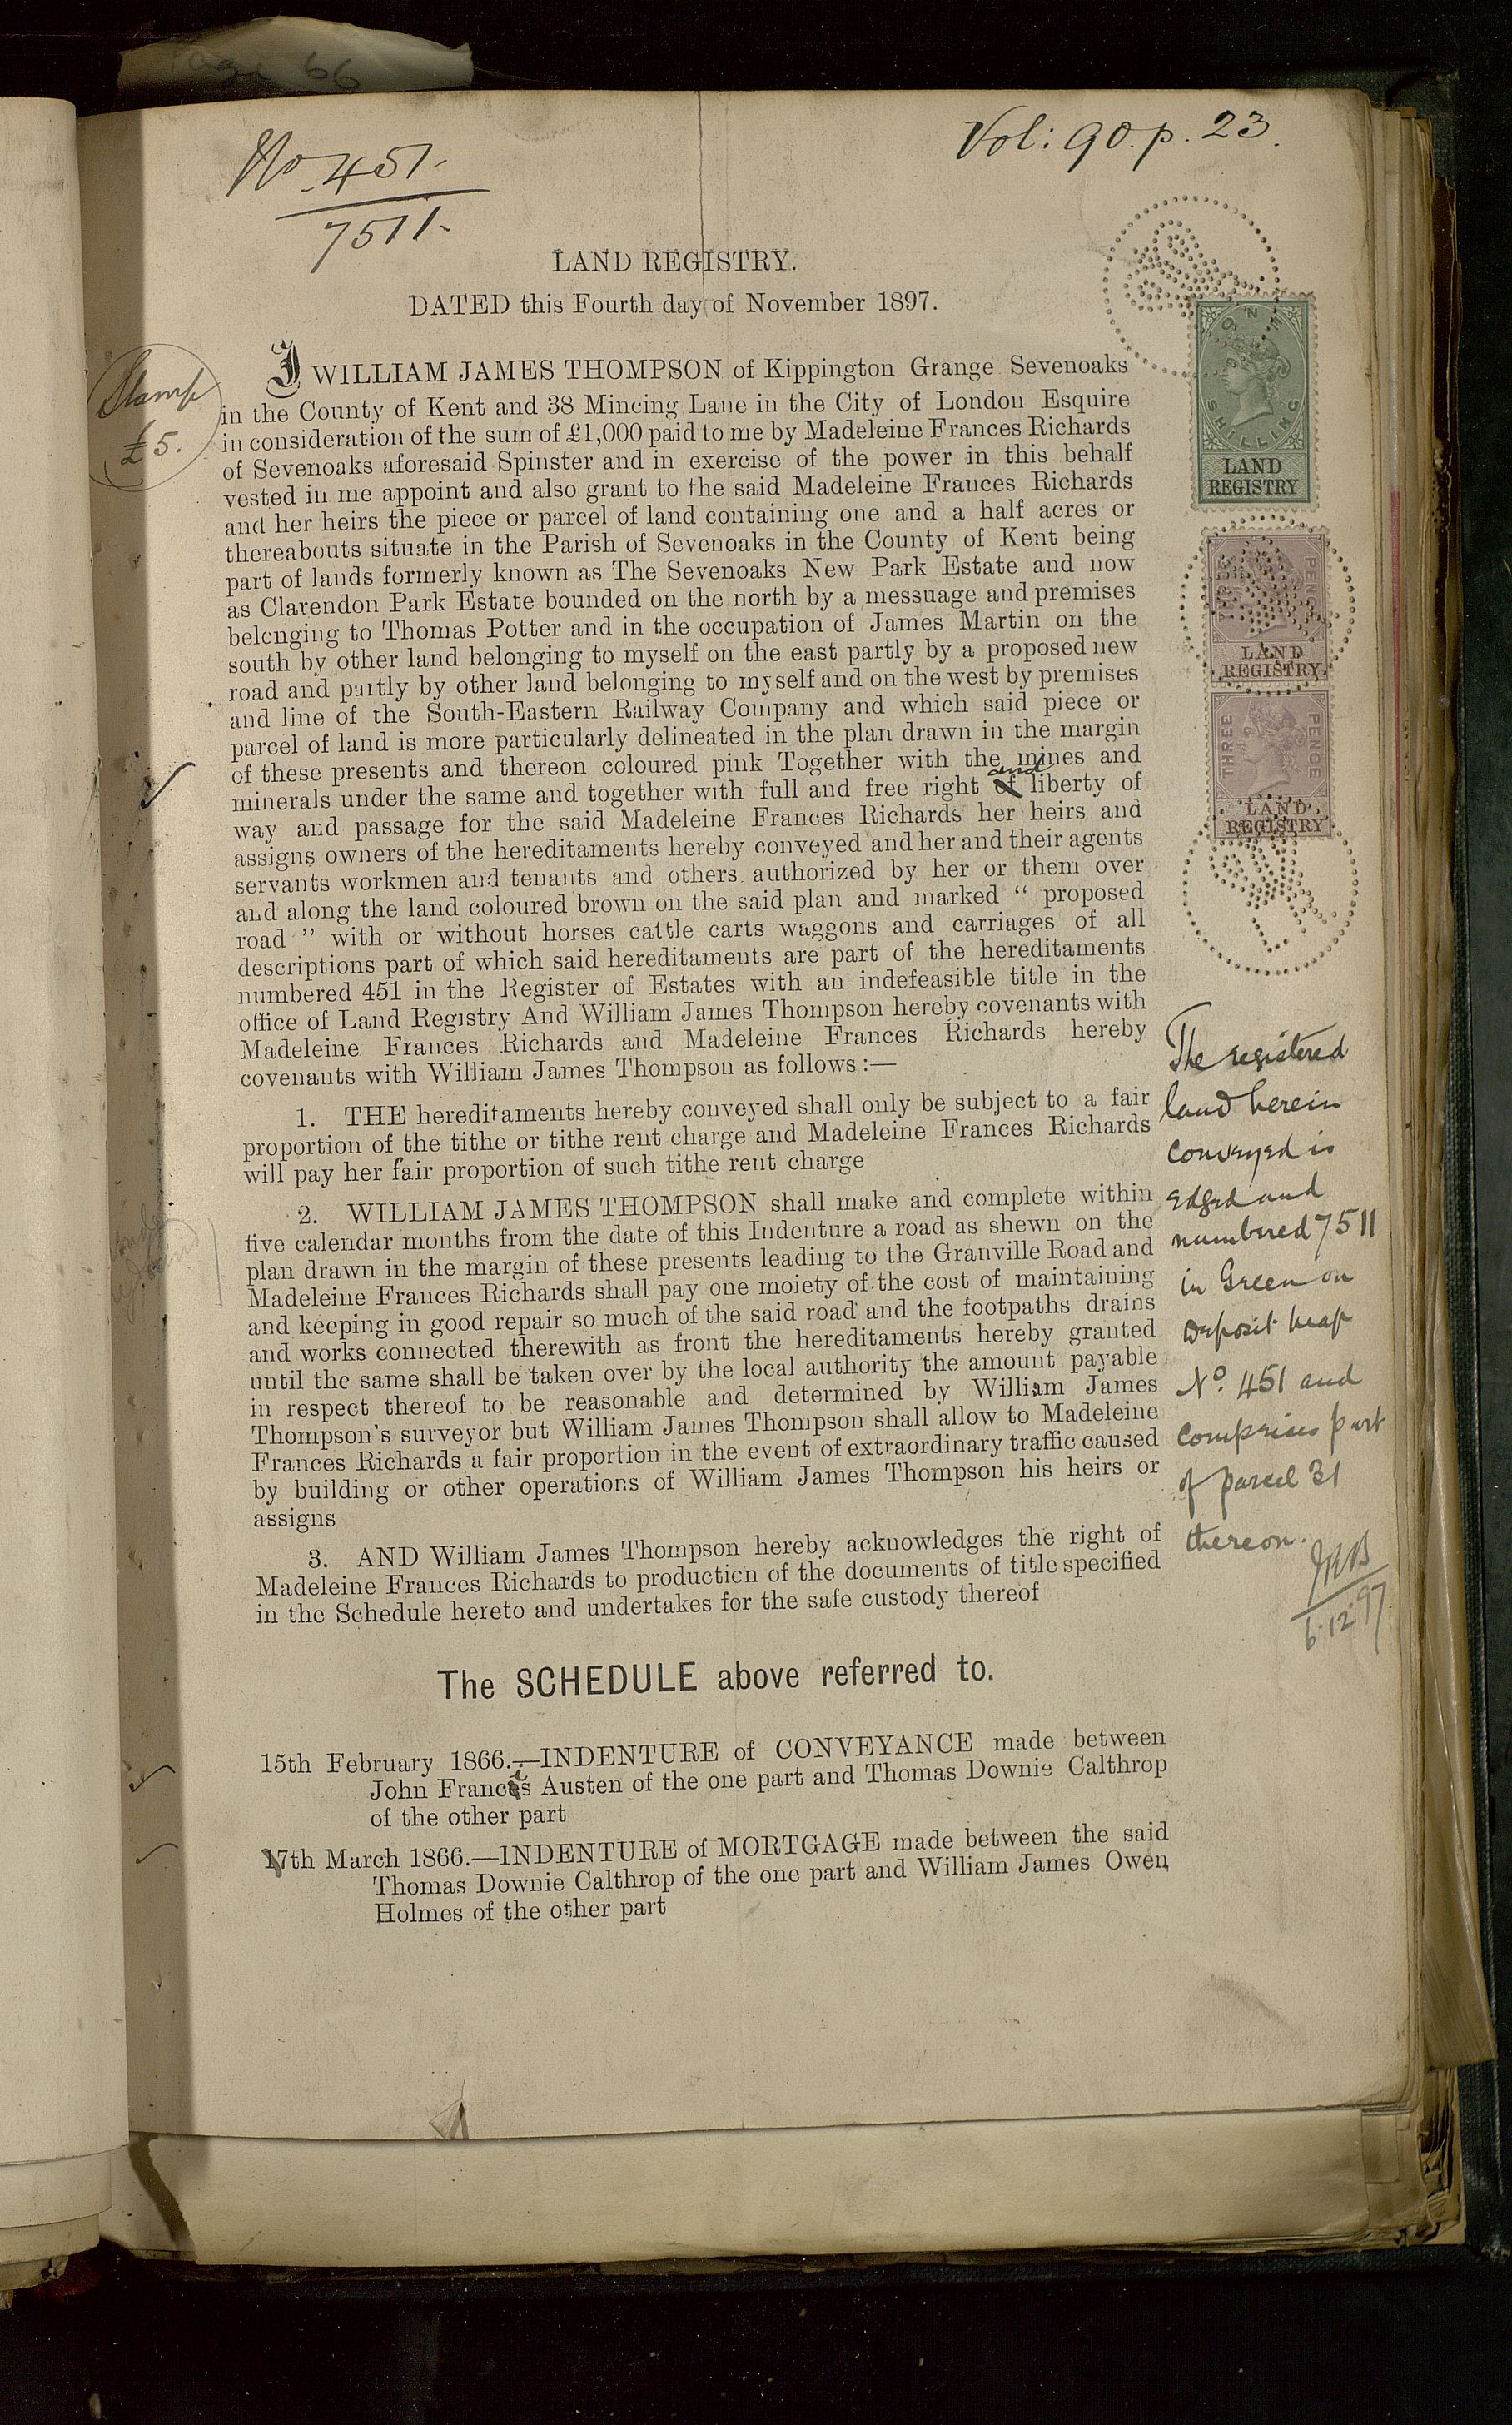 Page 66
Vol: 90. p. 23.
No. 451.
7511.
LAND REGISTRY.
DATED this Fourth day of November 1897.
Stamp
£5.
I WILLIAM JAMES THOMPSON of Kippington Grange Sevenoaks
in the County of Kent and 38 Mincing Lane in the City of London Esquire
in consideration of the sum of £1,000 paid to me by Madeleine Frances Richards
of Sevenoaks aforesaid Spinster and in exercise of the power in this behalf
vested in me appoint and also grant to the said Madeleine Frances Richards
and her heirs the piece or parcel of land containing one and a half acres or
thereabouts situate in the Parish of Sevenoaks in the County of Kent being
part of lands formerly known as The Sevenoaks New Park Estate and now
as Clarendon Park Estate bounded on the north by a messuage and premises
belonging to Thomas Potter and in the occupation of James Martin on the
south by other land belonging to myself on the east partly by a proposed new
road and partly by other land belonging to myself and on the west by premises
and line of the South-Eastern Railway Company and which said piece or
parcel of land is more particularly delineated in the plan drawn in the margin
of these presents and thereon coloured pink Together with the mines and
minerals under the same and together with full and free right of and liberty of
way and passage for the said Madeleine Frances Richards her heirs and
assigns owners of the hereditaments hereby conveyed and her and their agents
servants workmen and tenants and others authorized by her or them over
and along the land coloured brown on the said plan and marked “ proposed
road ” with or without horses cattle carts waggons and carriages of all
descriptions part of which said hereditaments are part of the hereditaments
numbered 451 in the Register of Estates with an indefeasible title in the
office of Land Registry And William James Thompson hereby covenants with
Madeleine Frances Richards and Madeleine Frances Richards hereby
covenants with William James Thompson as follows :—
1. THE hereditaments hereby conveyed shall only be subject to a fair
proportion of the tithe or tithe rent charge and Madeleine Frances Richards
will pay her fair proportion of such tithe rent charge
2. WILLIAM JAMES THOMPSON shall make and complete within
five calendar months from the date of this Indenture a road as shewn on the
plan drawn in the margin of these presents leading to the Granville Road and
Madeleine Frances Richards shall pay one moiety of the cost of maintaining
and keeping in good repair so much of the said road and the footpaths drains
and works connected therewith as front the hereditaments hereby granted
until the same shall be taken over by the local authority the amount payable
in respect thereof to be reasonable and determined by William James
Thompson's surveyor but William James Thompson shall allow to Madeleine
Frances Richards a fair proportion in the event of extraordinary traffic caused
by building or other operations of William James Thompson his heirs or
assigns
3. AND William James Thompson hereby acknowledges the right of
Madeleine Frances Richards to production of the documents of title specified
in the Schedule hereto and undertakes for the safe custody thereof
The SCHEDULE above referred to.
15th February 1866.—INDENTURE of CONVEYANCE made between
John Francis Austen of the one part and Thomas Downie Calthrop
of the other part
17th March 1866.—INDENTURE of MORTGAGE made between the said
Thomas Downie Calthrop of the one part and William James Owen
Holmes of the other part
NINE
SHILLINGS
LAND
REGISTRY
THREE PENCE
LAND
REGISTRY
THREE PENCE
LAND
REGISTRY
The registered
land herein
conveyed is
edged and
numbered 7511
in Green on
Deposit Map
No. 451 and
comprises part
of parcel 31
thereon.
6.12.97